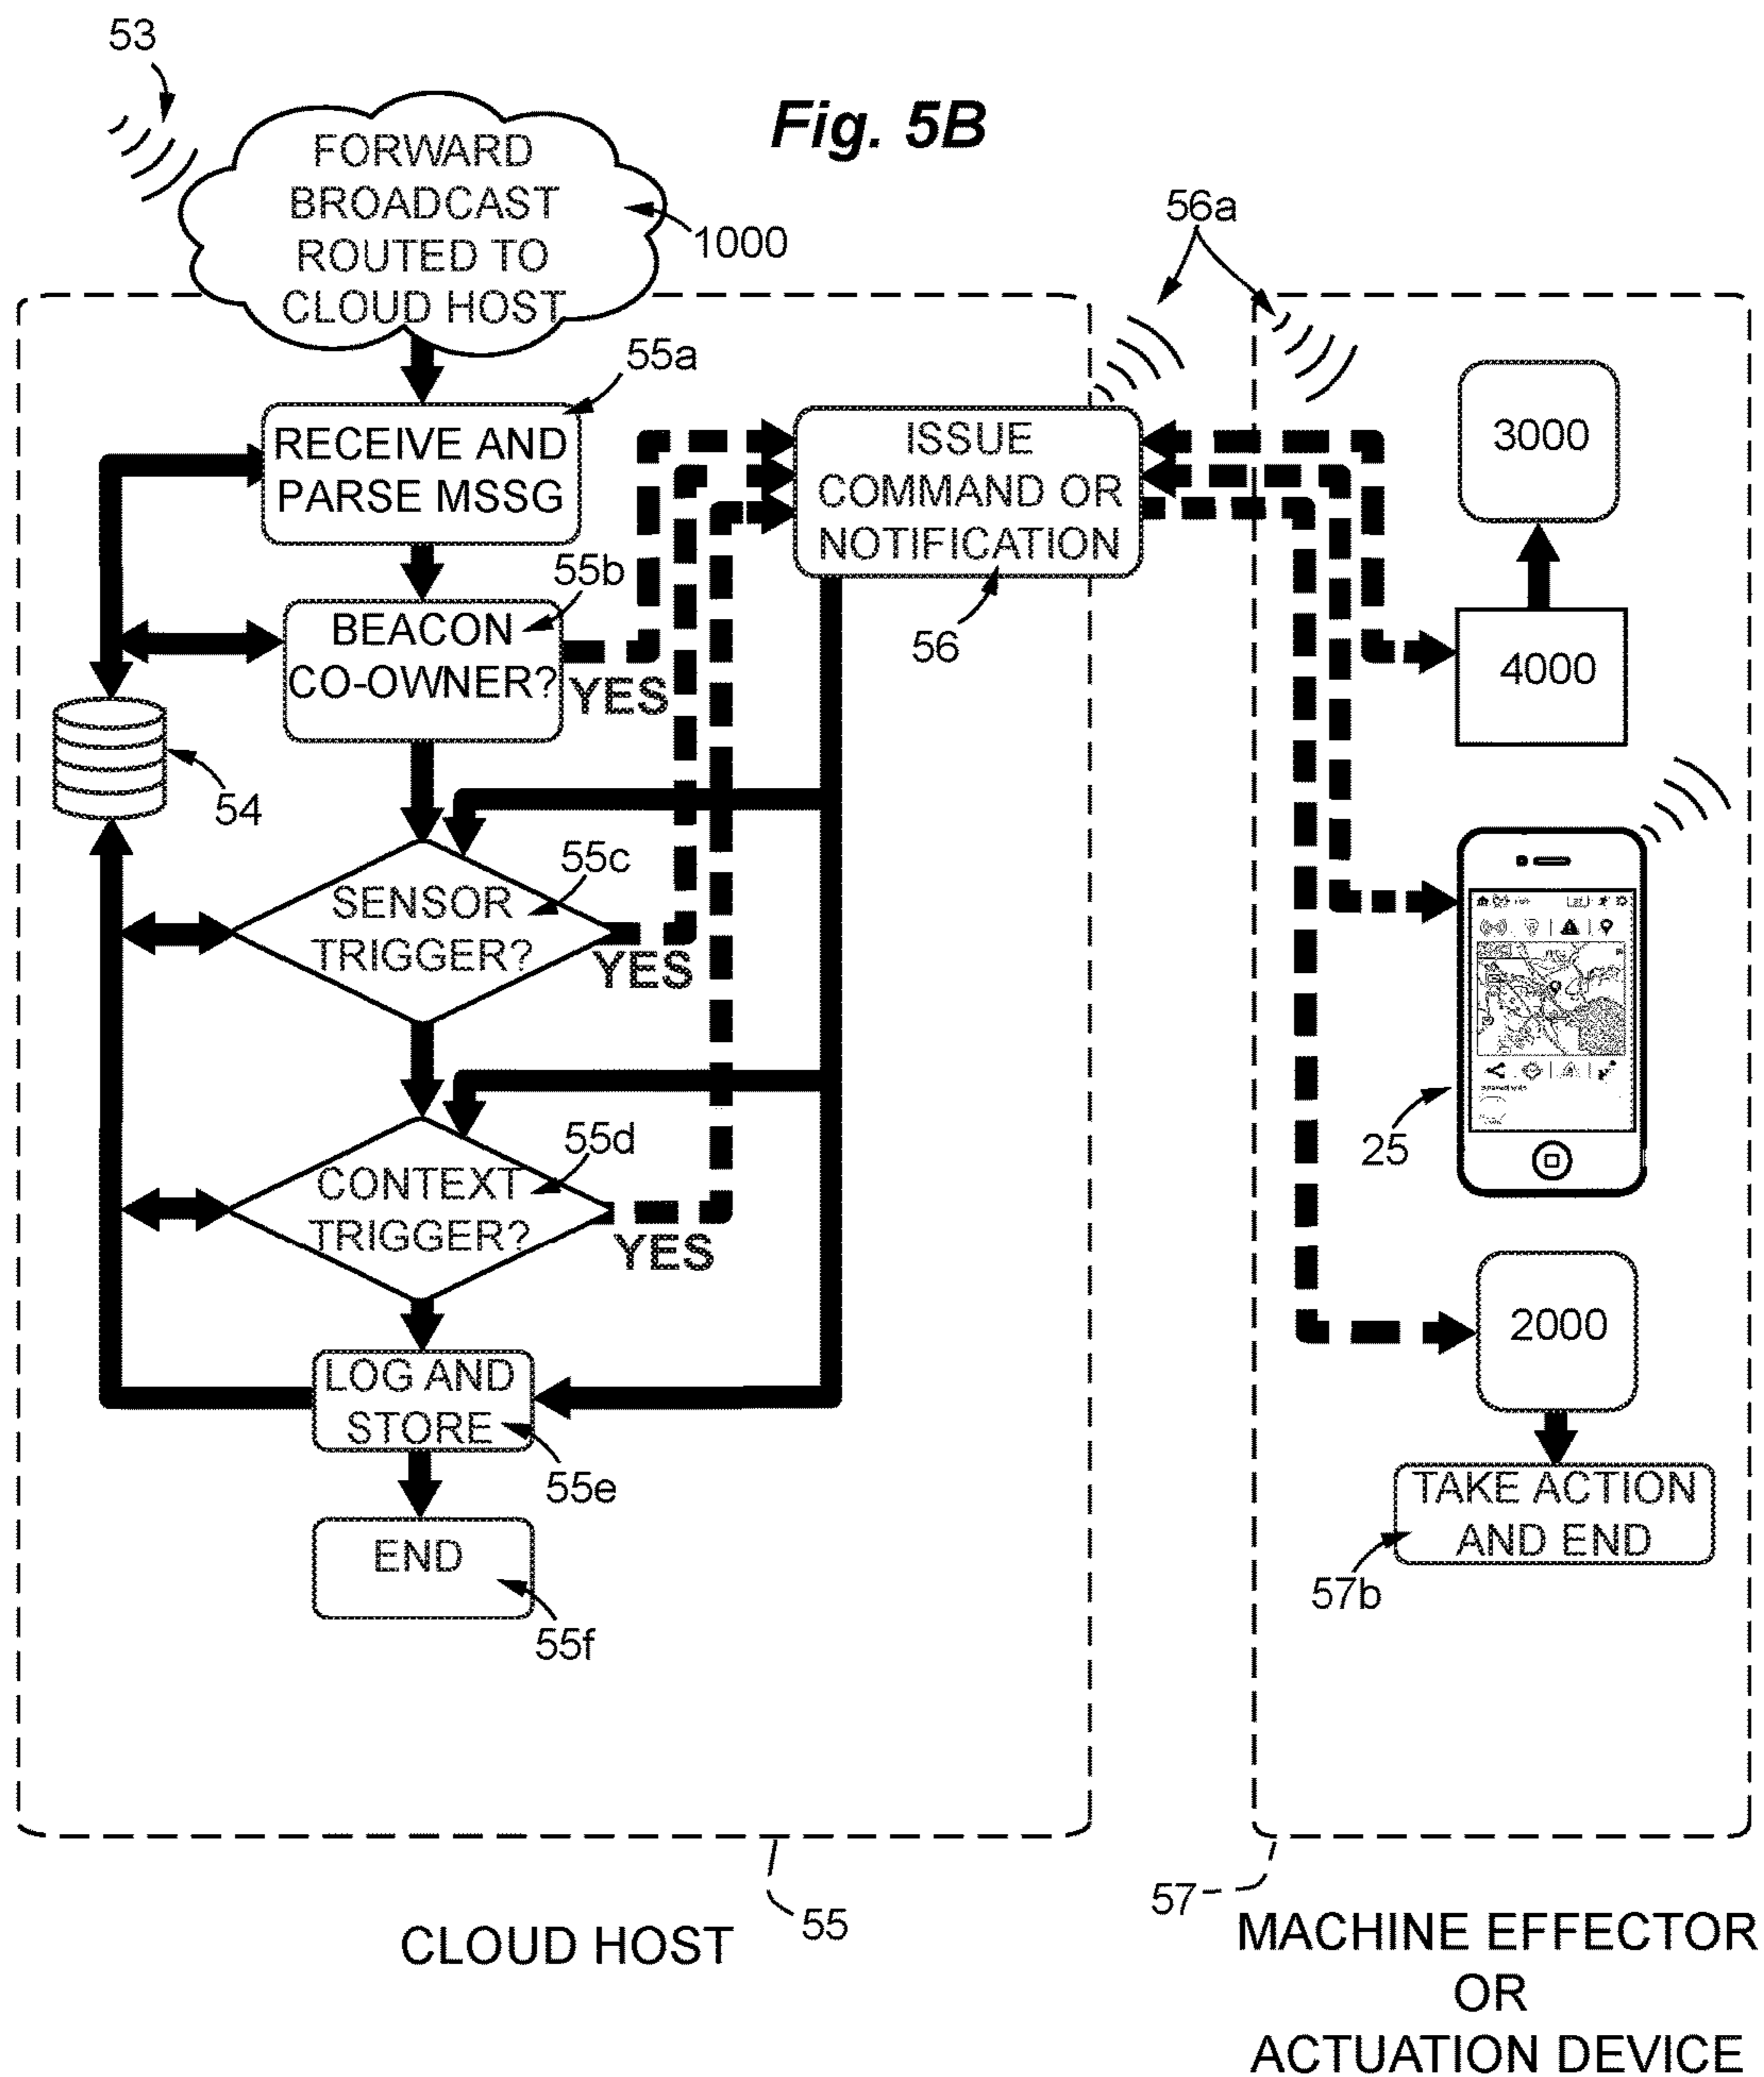 53
Fig. 5B
FORWARD
BROADCAST
ROUTED TO
CLOUD HOST
1000
56a
55a
RECEIVE AND
PARSE MSSG
ISSUE
COMMAND OR
NOTIFICATION
56
3000
4000
55b
BEACON
CO-OWNER?
YES
54
55c
SENSOR
TRIGGER?
YES
25
55d
CONTEXT
TRIGGER?
YES
2000
LOG AND
STORE
55e
TAKE ACTION
AND END
57b
END
55f
55
57
CLOUD HOST
MACHINE EFFECTOR
OR
ACTUATION DEVICE